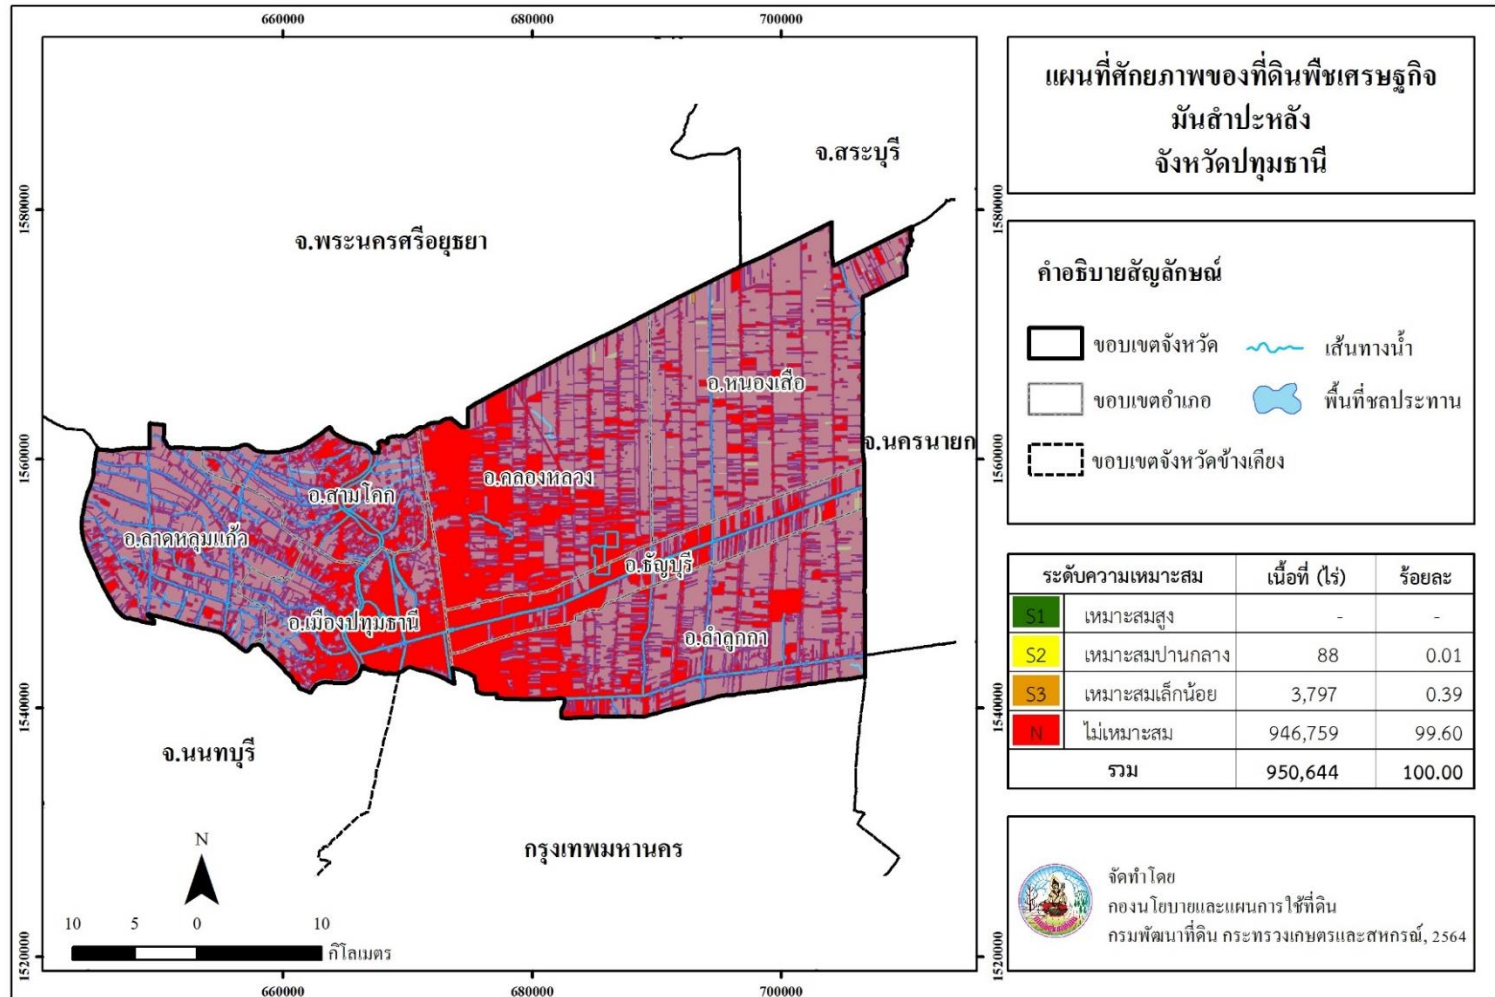 660000 680000 700000
แผนที่ศักยภาพของที่ดินพืชเศรษฐกิจ
มันสำปะหลัง
จังหวัดปทุมธานี
จ.สระบุรี
1580000
1580000
จ.พระนครศรีอยุธยา
คำอธิบายสัญลักษณ์
ขอบเขตจังหวัด เส้นทางน้ำ
ขอบเขตอำเภอ พื้นที่ชลประทาน
ขอบเขตจังหวัดข้างเคียง
อ.หนองเสือ
จ.นครนายก
1560000
1560000
อ.คลองหลวง
อ.สามโคก
อ.ลาดหลุมแก้ว
อ.ธัญบุรี
อ.เมืองปทุมธานี
อ.ลำลูกกา
ระดับความเหมาะสม เนื้อที่ (ไร่) ร้อยละ
S1 เหมาะสมสูง - -
S2 เหมาะสมปานกลาง 88 0.01
S3 เหมาะสมเล็กน้อย 3,797 0.39
N ไม่เหมาะสม 946,759 99.60
รวม 950,644 100.00
1540000
1540000
จ.นนทบุรี
กรุงเทพมหานคร
N
10 5 0 10
กิโลเมตร
จัดทำโดย
กองนโยบายและแผนการใช้ที่ดิน
กรมพัฒนาที่ดิน กระทรวงเกษตรและสหกรณ์, 2564
1520000
1520000
660000 680000 700000